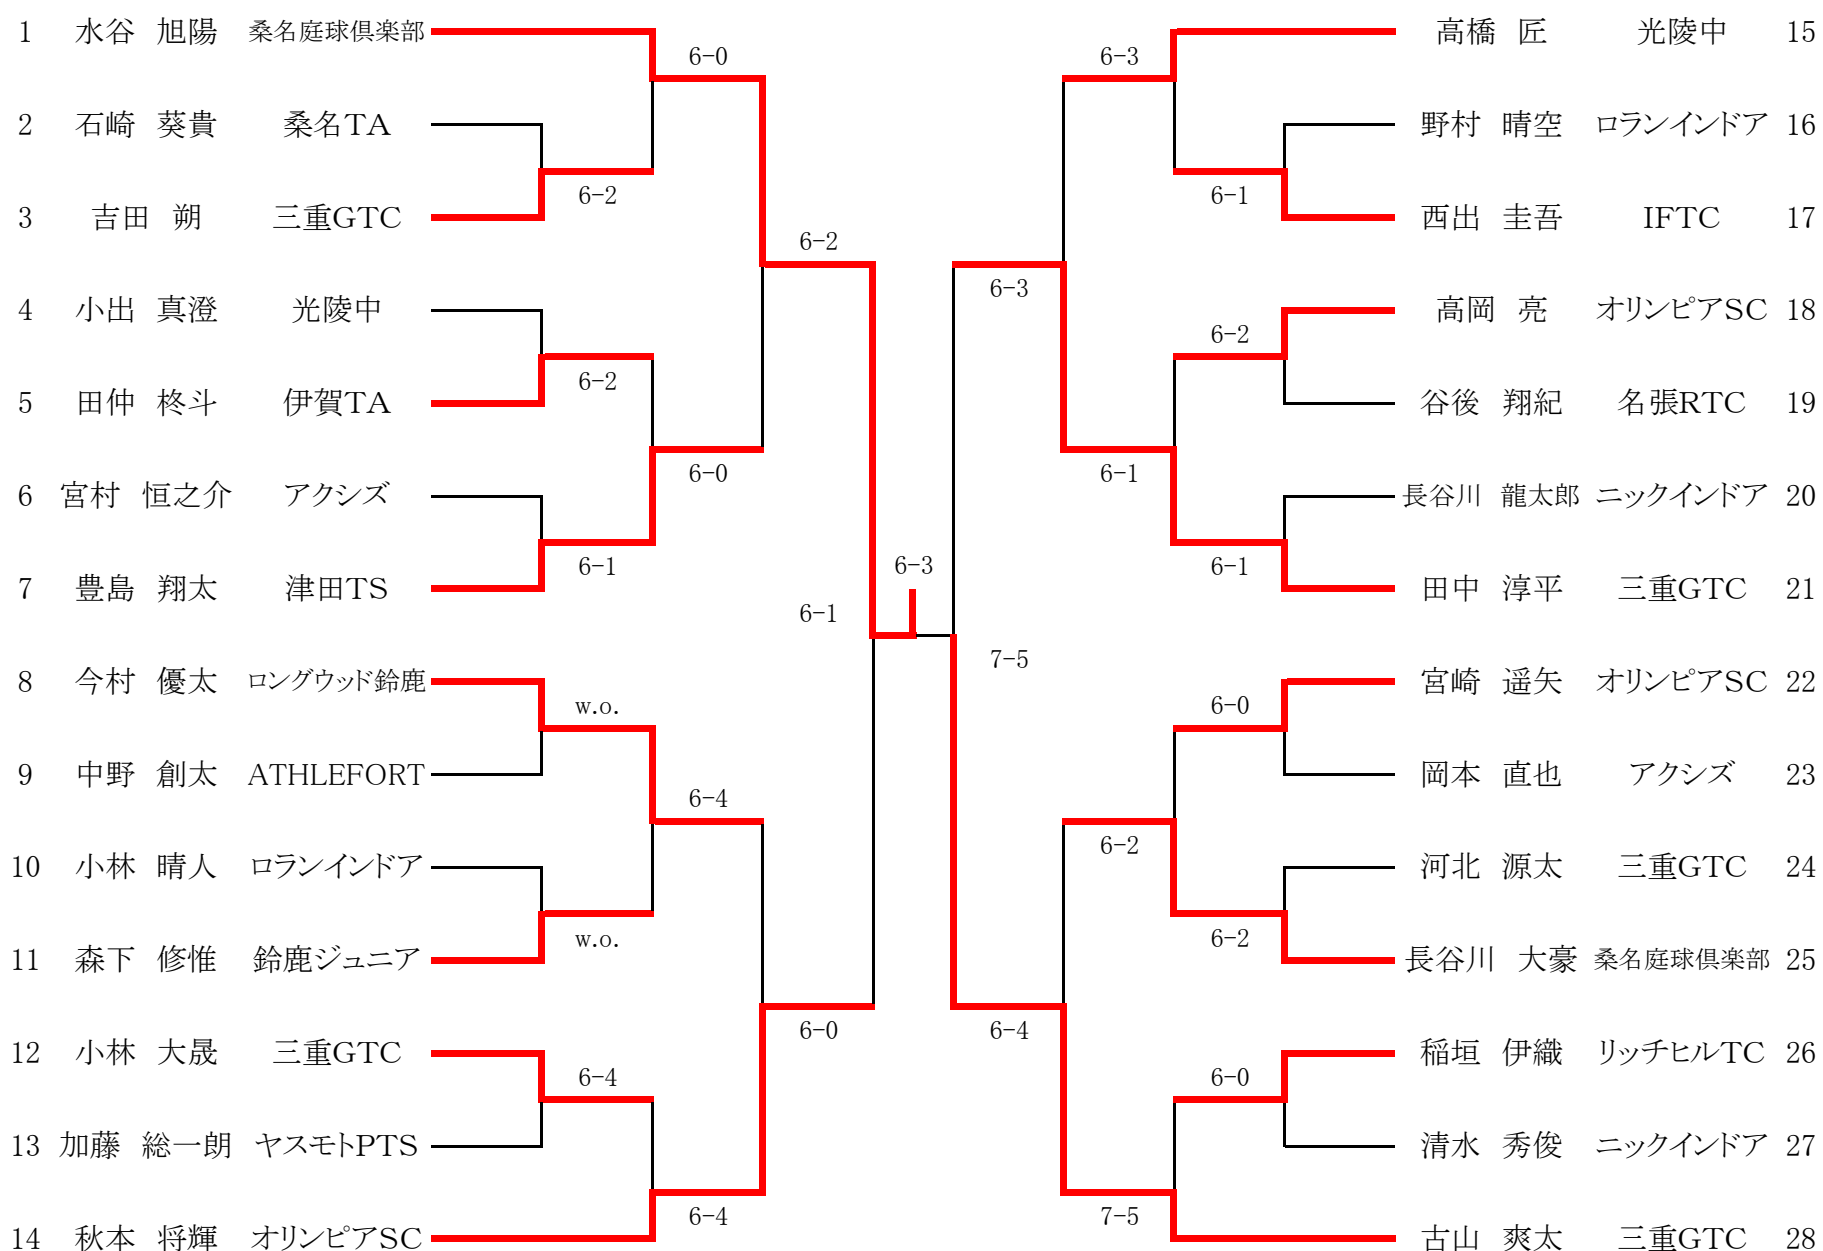 1 水谷 旭陽 桑名庭球倶楽部
6-0
2 石崎 葵貴 桑名TA
6-2
3 吉田 朔 三重GTC
6-2
4 小出 真澄 光陵中
6-2
5 田仲 柊斗 伊賀TA
6-0
6 宮村 恒之介 アクシズ
6-1
7 豊島 翔太 津田TS
6-1
8 今村 優太 ロングウッド鈴鹿
w.o.
9 中野 創太 ATHLEFORT
6-4
10 小林 晴人 ロランインドア
w.o.
11 森下 修惟 鈴鹿ジュニア
6-0
12 小林 大晟 三重GTC
6-4
13 加藤 総一朗 ヤスモトPTS
6-4
14 秋本 将輝 オリンピアSC
6-3
高橋 匠 光陵中 15
6-3
野村 晴空 ロランインドア 16
6-1
西出 圭吾 IFTC 17
6-3
高岡 亮 オリンピアSC 18
6-2
谷後 翔紀 名張RTC 19
6-1
長谷川 龍太郎 ニックインドア 20
6-1
田中 淳平 三重GTC 21
7-5
宮崎 遥矢 オリンピアSC 22
6-0
岡本 直也 アクシズ 23
6-2
河北 源太 三重GTC 24
6-2
長谷川 大豪 桑名庭球倶楽部 25
6-4
稲垣 伊織 リッチヒルTC 26
6-0
清水 秀俊 ニックインドア 27
7-5
古山 爽太 三重GTC 28